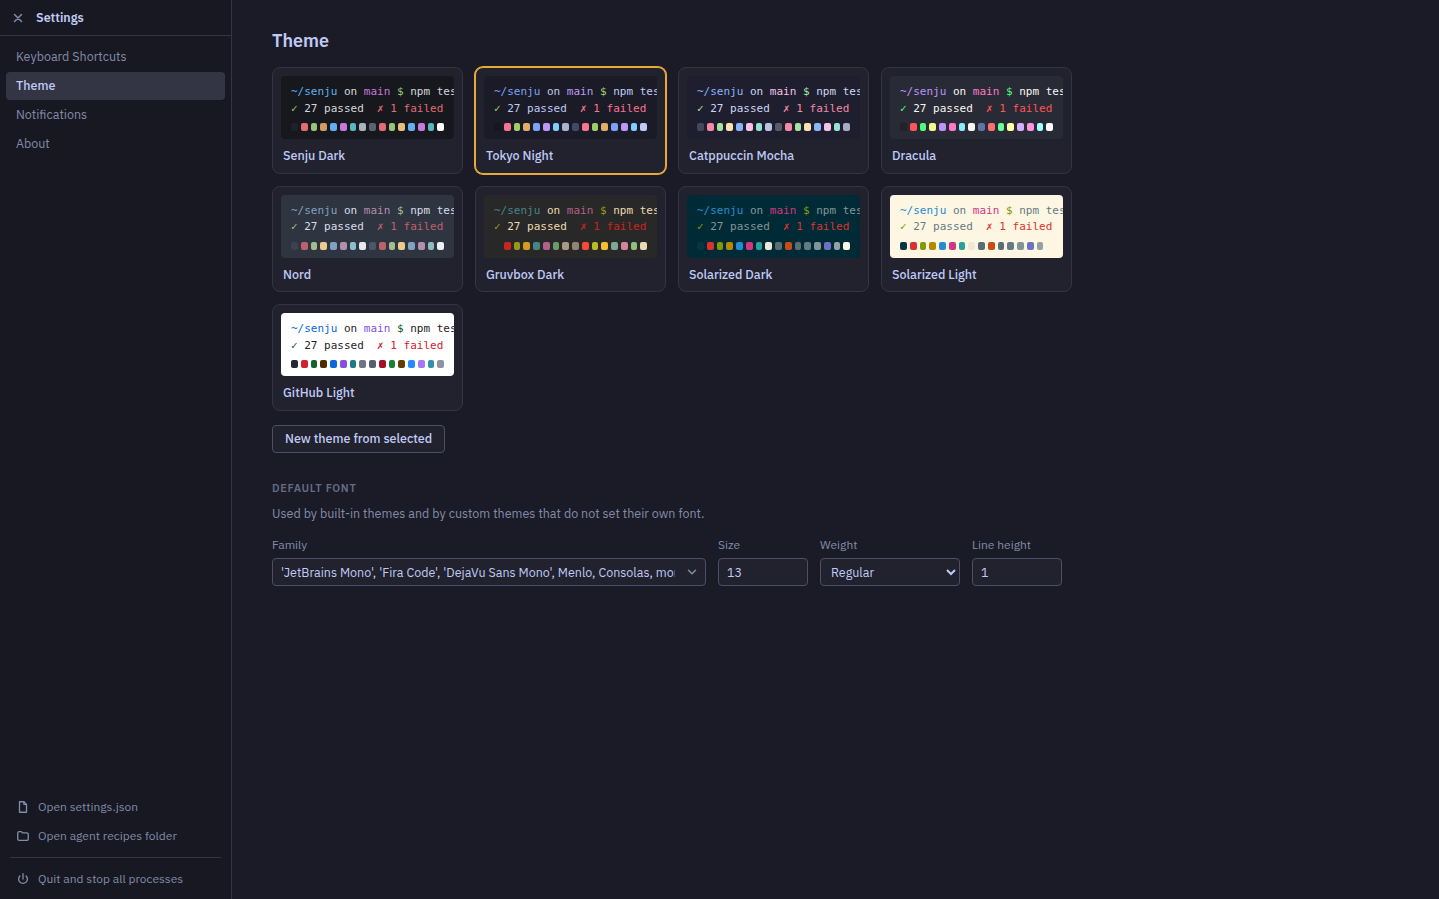 Settings
Keyboard Shortcuts
Theme
Notifications
About
Open settings.json
Open agent recipes folder
Quit and stop all processes
Theme
~/senju on main $ npm tes
✓ 27 passed ✗ 1 failed
Senju Dark
~/senju on main $ npm tes
✓ 27 passed ✗ 1 failed
Tokyo Night
~/senju on main $ npm tes
✓ 27 passed ✗ 1 failed
Catppuccin Mocha
~/senju on main $ npm tes
✓ 27 passed ✗ 1 failed
Dracula
~/senju on main $ npm tes
✓ 27 passed ✗ 1 failed
Nord
~/senju on main $ npm tes
✓ 27 passed ✗ 1 failed
Gruvbox Dark
~/senju on main $ npm tes
✓ 27 passed ✗ 1 failed
Solarized Dark
~/senju on main $ npm tes
✓ 27 passed ✗ 1 failed
Solarized Light
~/senju on main $ npm tes
✓ 27 passed ✗ 1 failed
GitHub Light
New theme from selected
DEFAULT FONT
Used by built-in themes and by custom themes that do not set their own font.
Family
'JetBrains Mono', 'Fira Code', 'DejaVu Sans Mono', Menlo, Consolas, mo
Size
13
Weight
Regular
Line height
1